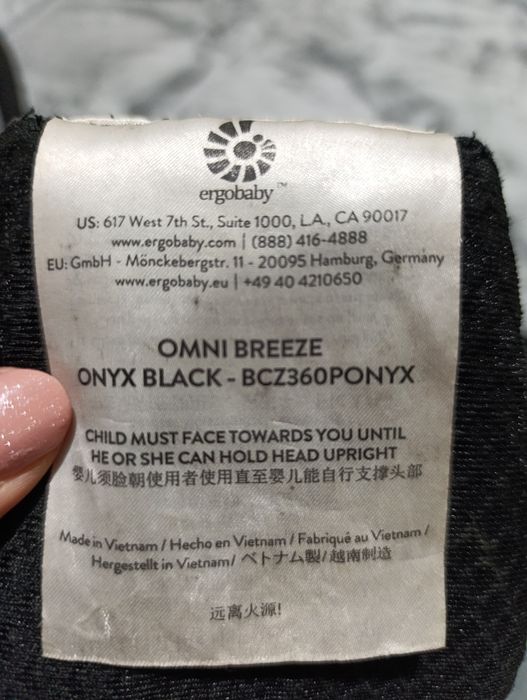 ergobaby™
US: 617 West 7th St., Suite 1000, L.A., CA 90017
www.ergobaby.com | (888) 416-4888
EU: GmbH - Mönckebergstr. 11 - 20095 Hamburg, Germany
www.ergobaby.eu | +49 40 4210650
OMNI BREEZE
ONYX BLACK - BCZ360PONYX
CHILD MUST FACE TOWARDS YOU UNTIL
HE OR SHE CAN HOLD HEAD UPRIGHT
婴儿须脸朝使用者使用直至婴儿能自行支撑头部
Made in Vietnam / Hecho en Vietnam / Fabriqué au Vietnam /
Hergestellt in Vietnam/ ベトナム製/ 越南制造
远离火源!